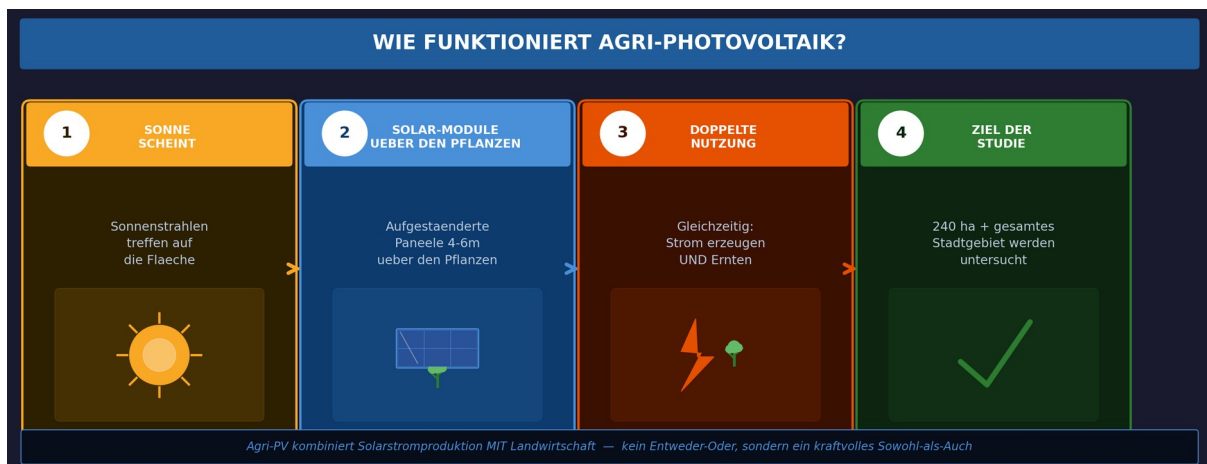 WIE FUNKTIONIERT AGRI-PHOTOVOLTAIK?
1
SONNE
SCHEINT
Sonnenstrahlen
treffen auf
die Flaeche
2
SOLAR-MODULE
UEBER DEN PFLANZEN
Aufgestaenderte
Paneele 4-6m
ueber den Pflanzen
3
DOPPELTE
NUTZUNG
Gleichzeitig:
Strom erzeugen
UND Ernten
4
ZIEL DER
STUDIE
240 ha + gesamtes
Stadtgebiet werden
untersucht
Agri-PV kombiniert Solarstromproduktion MIT Landwirtschaft — kein Entweder-Oder, sondern ein kraftvolles Sowohl-als-Auch